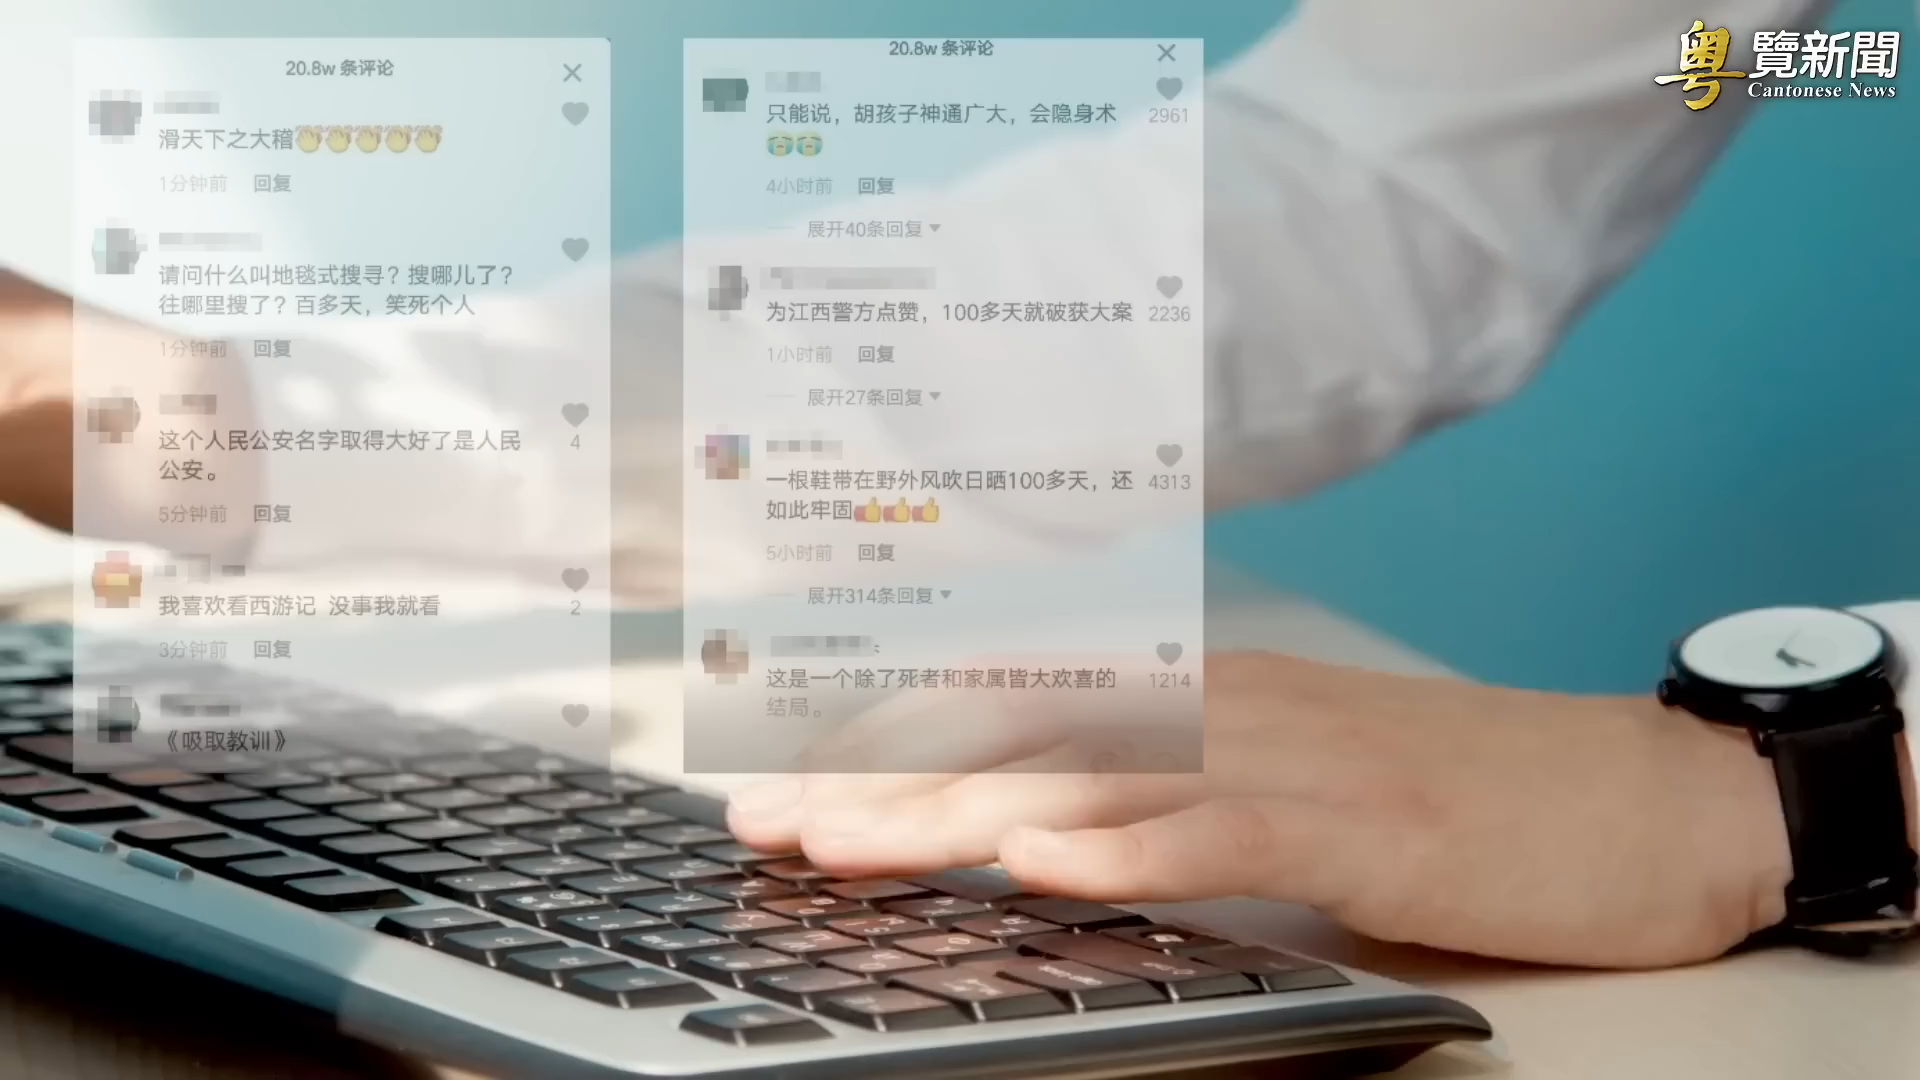 20.8w 条评论
滑天下之大稽👏👏👏👏👏
1分钟前 回复
请问什么叫地毯式搜寻？搜哪儿了？
往哪里搜了？百多天，笑死个人
1分钟前 回复
这个人民公安名字取得大好了是人民
公安。
4
5分钟前 回复
我喜欢看西游记 没事我就看
2
3分钟前 回复
《吸取教训》
20.8w 条评论
只能说，胡孩子神通广大，会隐身术
😭😭
2961
4小时前 回复
展开40条回复
为江西警方点赞，100多天就破获大案
2236
1小时前 回复
展开27条回复
一根鞋带在野外风吹日晒100多天，还
如此牢固👍👍👍
4313
5小时前 回复
展开314条回复
这是一个除了死者和家属皆大欢喜的
结局。
1214
粤覽新聞
Cantonese News